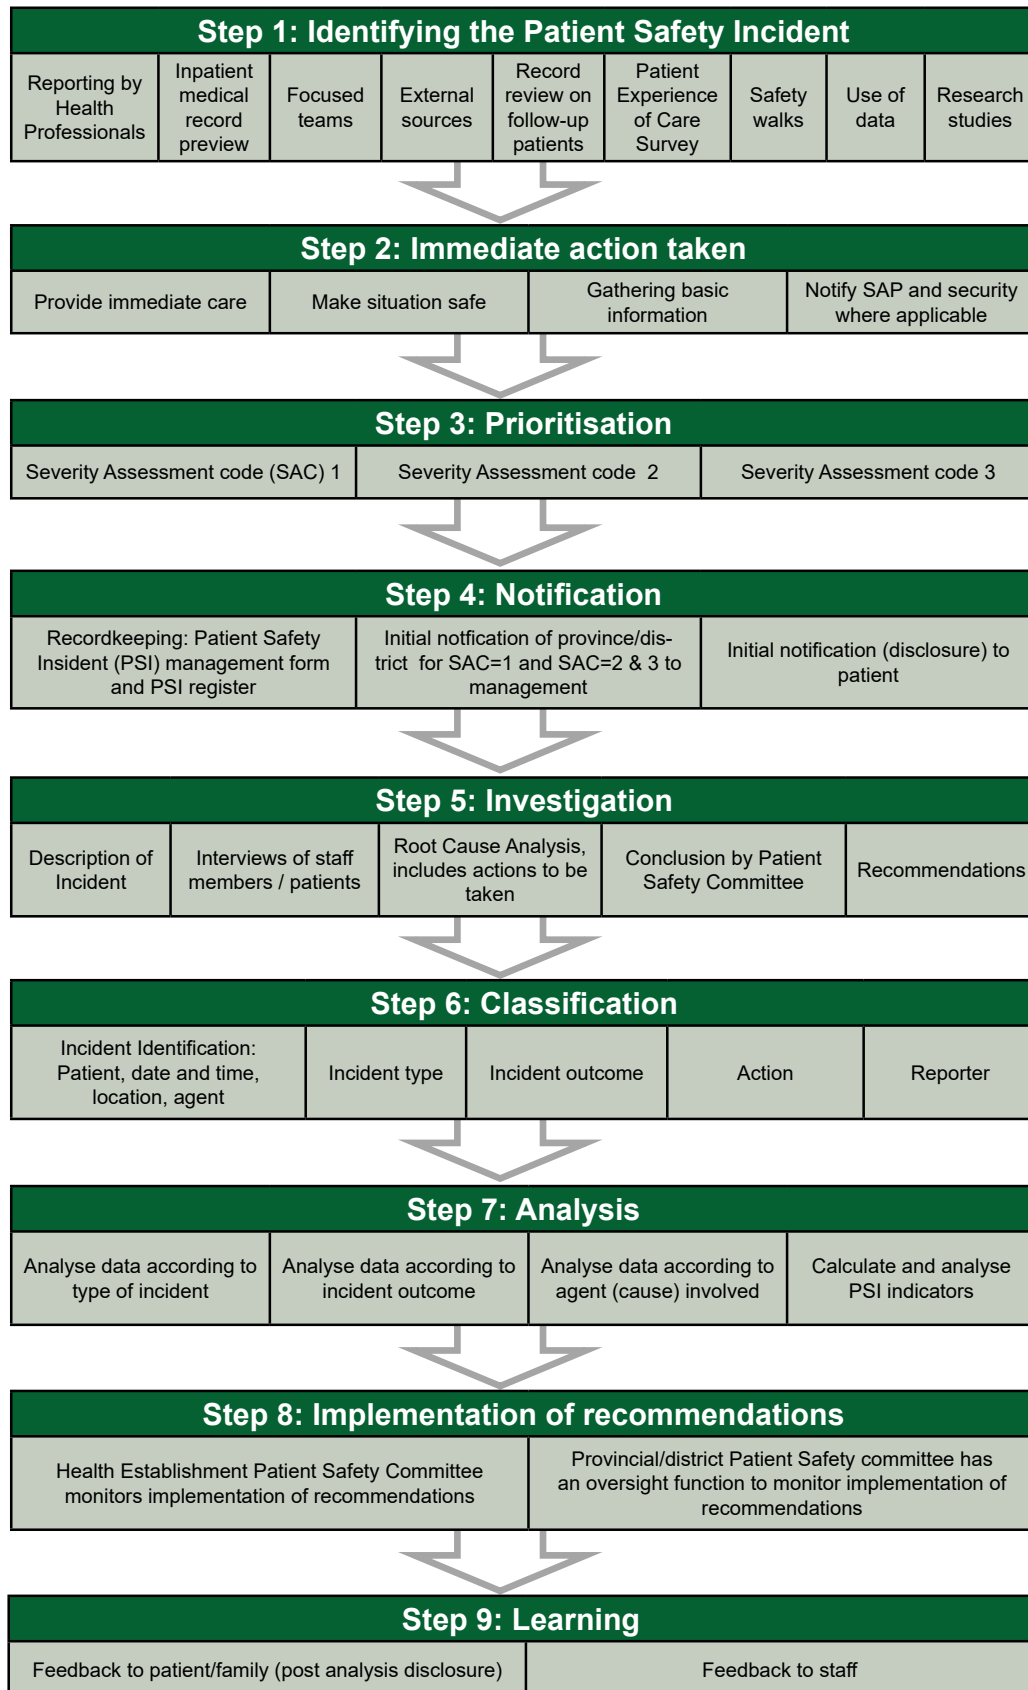 Step 1: Identifying the Patient Safety Incident
Reporting by
Health
Professionals
Inpatient
medical
record
preview
Focused
teams
External
sources
Record
review on
follow-up
patients
Patient
Experience
of Care
Survey
Safety
walks
Use of
data
Research
studies
Step 2: Immediate action taken
Provide immediate care
Make situation safe
Gathering basic
information
Notify SAP and security
where applicable
Step 3: Prioritisation
Severity Assessment code (SAC) 1
Severity Assessment code 2
Severity Assessment code 3
Step 4: Notification
Recordkeeping: Patient Safety
Insident (PSI) management form
and PSI register
Initial notfication of province/dis-
trict for SAC=1 and SAC=2 & 3 to
management
Initial notification (disclosure) to
patient
Step 5: Investigation
Description of
Incident
Interviews of staff
members / patients
Root Cause Analysis,
includes actions to be
taken
Conclusion by Patient
Safety Committee
Recommendations
Step 6: Classification
Incident Identification:
Patient, date and time,
location, agent
Incident type
Incident outcome
Action
Reporter
Step 7: Analysis
Analyse data according to
type of incident
Analyse data according to
incident outcome
Analyse data according to
agent (cause) involved
Calculate and analyse
PSI indicators
Step 8: Implementation of recommendations
Health Establishment Patient Safety Committee
monitors implementation of recommendations
Provincial/district Patient Safety committee has
an oversight function to monitor implementation of
recommendations
Step 9: Learning
Feedback to patient/family (post analysis disclosure)
Feedback to staff